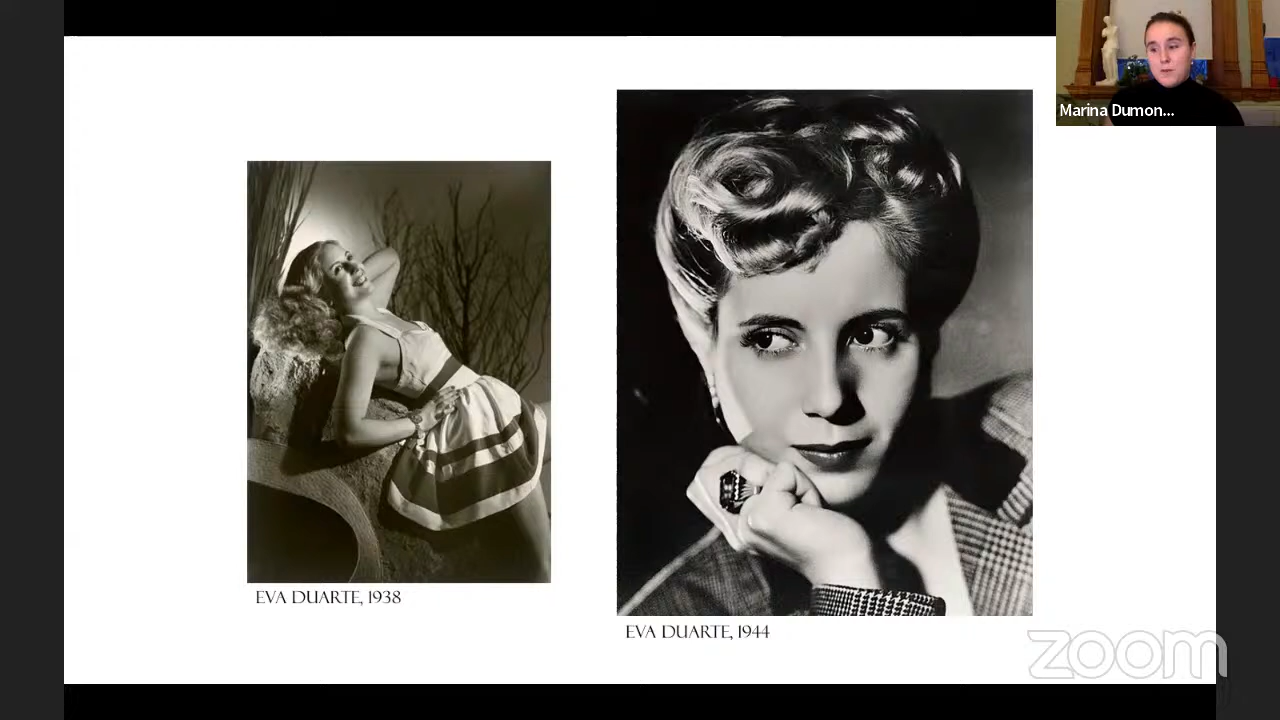 Marina Dumon...
EVA DUARTE, 1938
EVA DUARTE, 1944
zoom